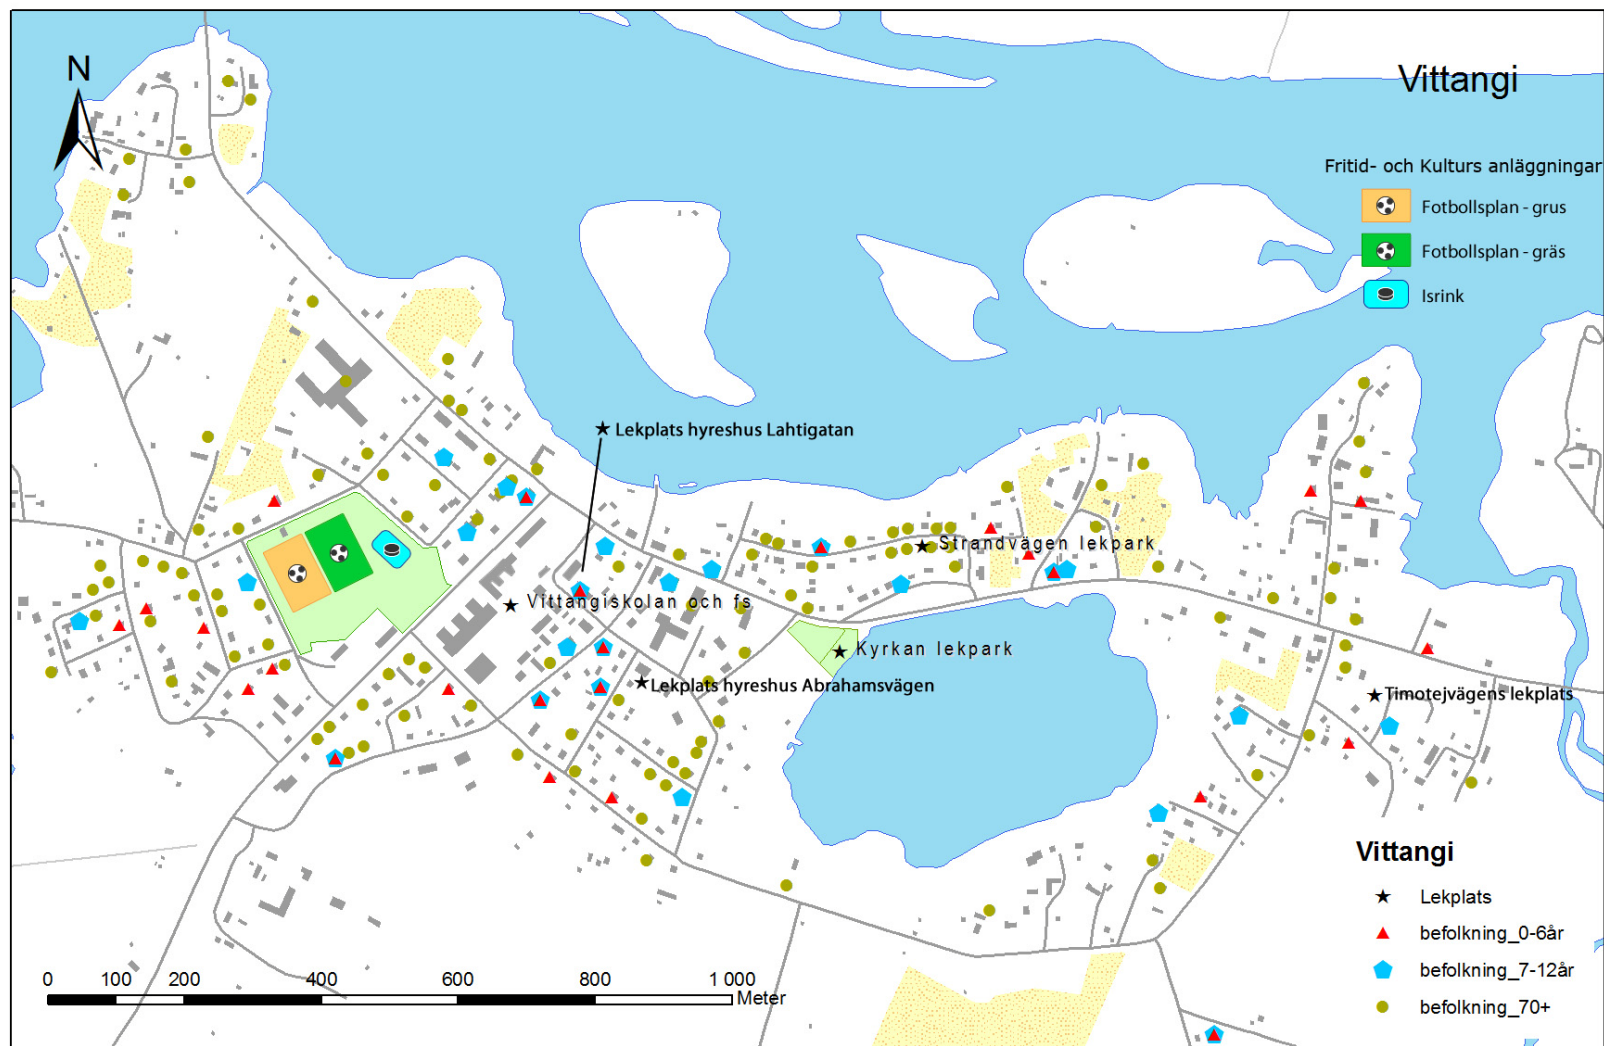 N
Vittangi
Fritid- och Kulturs anläggningar
Fotbollsplan - grus
Fotbollsplan - gräs
Isrink
Lekplats hyreshus Lahtigatan
Strandvägen lekpark
Vittangiskolan och fs
Kyrkan lekpark
Lekplats hyreshus Abrahamsvägen
Timotejvägens lekplats
Vittangi
Lekplats
befolkning_0-6år
befolkning_7-12år
befolkning_70+
0 100 200 400 600 800 1 000
Meter